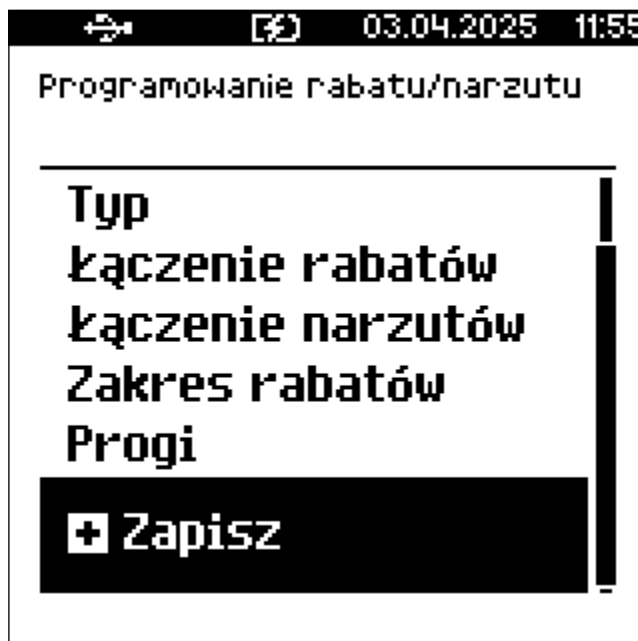 03.04.2025 11:55
Programowanie rabatu/narzutu
Typ
Łączenie rabatów
Łączenie narzutów
Zakres rabatów
Progi
+ Zapisz